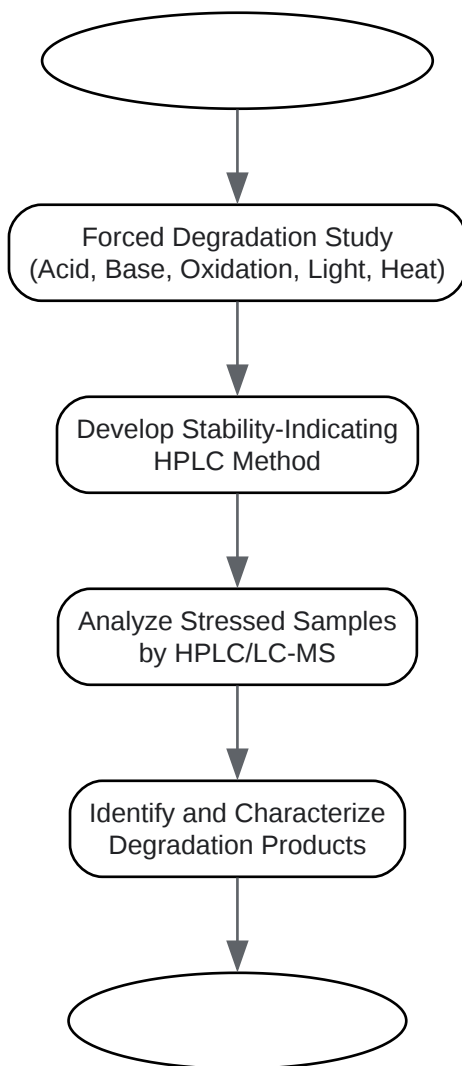 Forced Degradation Study
(Acid, Base, Oxidation, Light, Heat)
Develop Stability-Indicating
HPLC Method
Analyze Stressed Samples
by HPLC/LC-MS
Identify and Characterize
Degradation Products